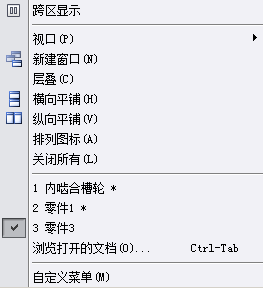 跨区显示
视口(P)
新建窗口(N)
层叠(C)
横向平铺(H)
纵向平铺(V)
排列图标(A)
关闭所有(L)
1 内啮合槽轮 *
2 零件1 *
3 零件3
浏览打开的文档(O)... Ctrl-Tab
自定义菜单(M)